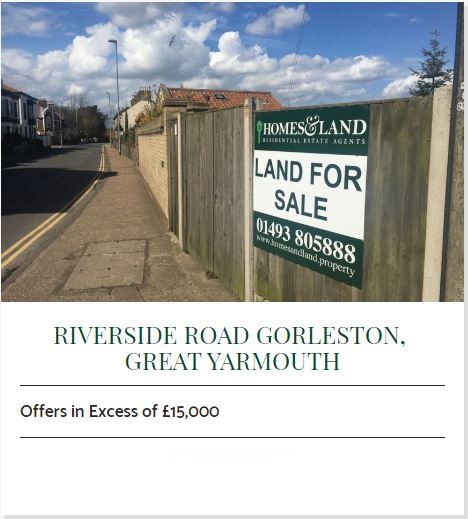 HOMES&LAND
RESIDENTIAL ESTATE AGENTS
LAND FOR
SALE
01493 805888
www.homesandland.property
RIVERSIDE ROAD GORLESTON,
GREAT YARMOUTH
Offers in Excess of £15,000